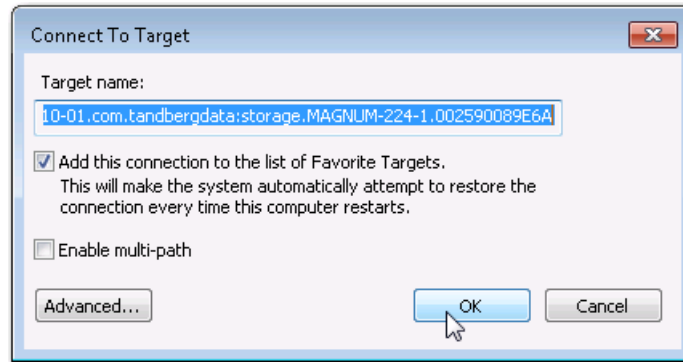 Connect To Target
Target name:
10-01.com.tandbergdata:storage.MAGNUM-224-1.002590089E6A
Add this connection to the list of Favorite Targets.
This will make the system automatically attempt to restore the
connection every time this computer restarts.
Enable multi-path
Advanced...
OK
Cancel